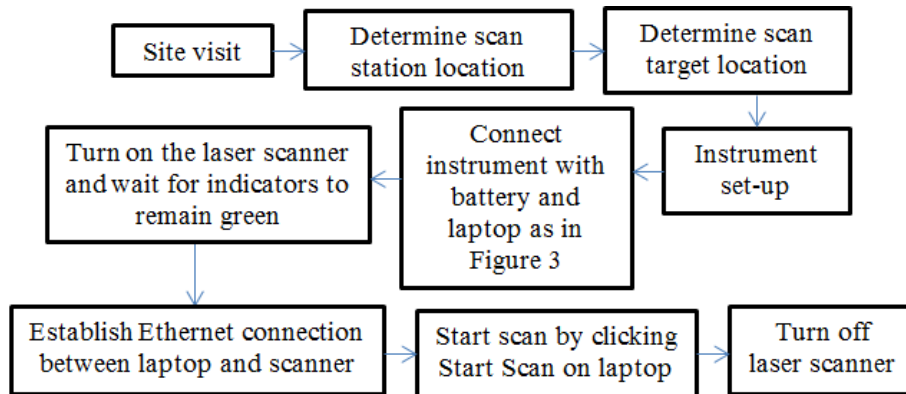 Site visit
Determine scan
station location
Determine scan
target location
Instrument
set-up
Connect
instrument with
battery and
laptop as in
Figure 3
Turn on the laser scanner
and wait for indicators to
remain green
Establish Ethernet connection
between laptop and scanner
Start scan by clicking
Start Scan on laptop
Turn off
laser scanner